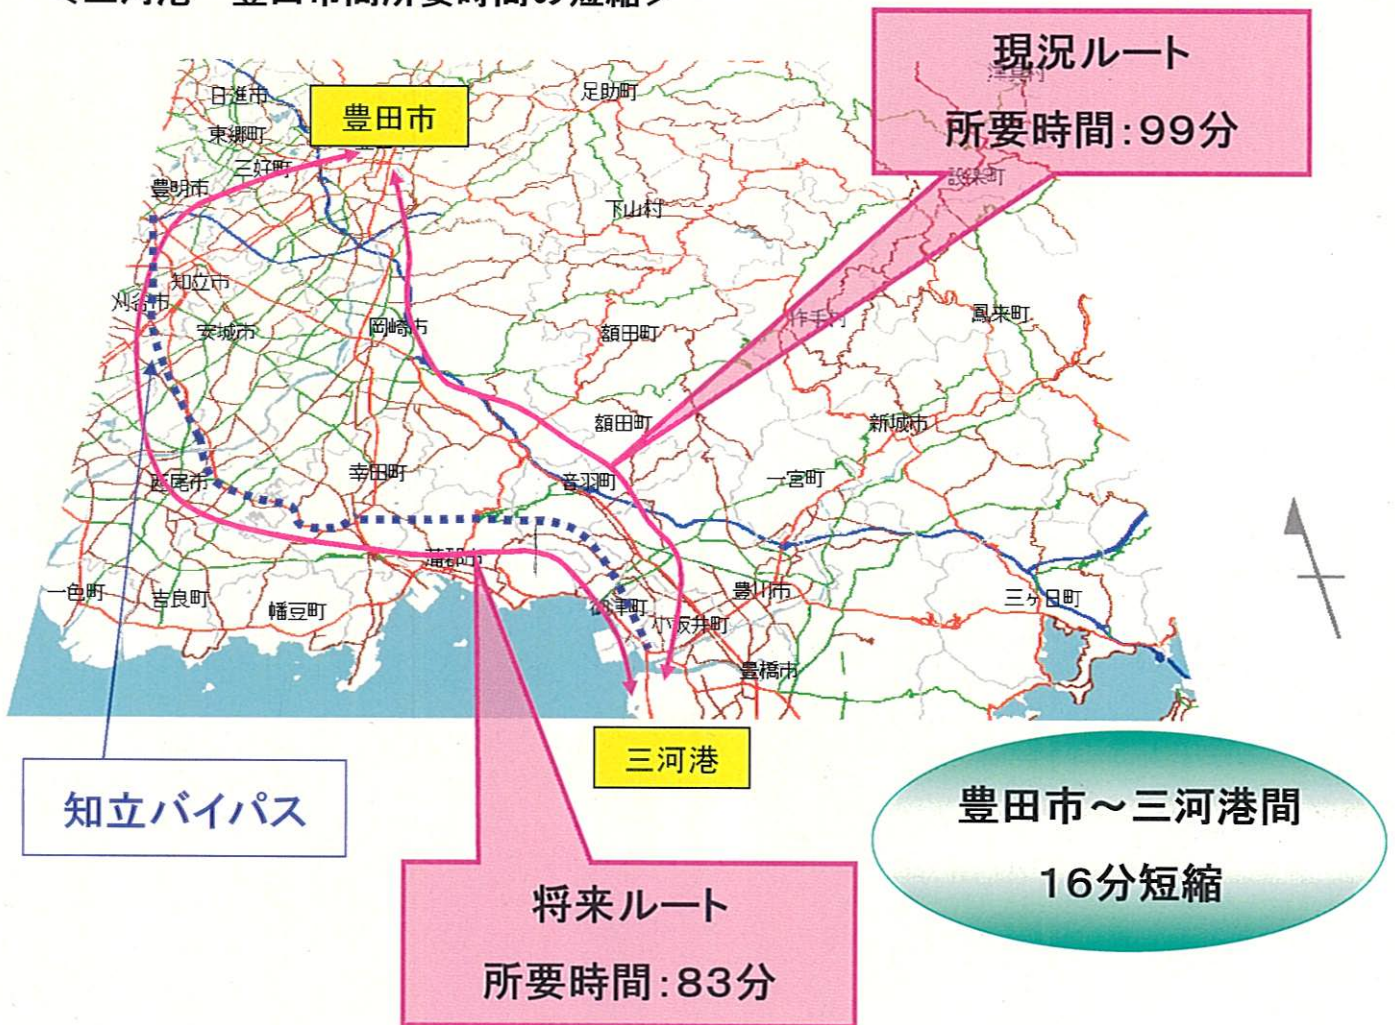 現況ルート
所要時間:99分
豊田市
日進市
東郷町
三好町
豊明市
足助町
下山村
設楽町
知立市
刈谷市
安城市
岡崎市
額田町
作手村
鳳来町
額田町
新城市
西尾市
幸田町
音羽町
一宮町
蒲郡市
一色町
吉良町
幡豆町
御津町
小坂井町
豊川市
豊橋市
三ヶ日町
三河港
知立バイパス
豊田市～三河港間
16分短縮
将来ルート
所要時間:83分